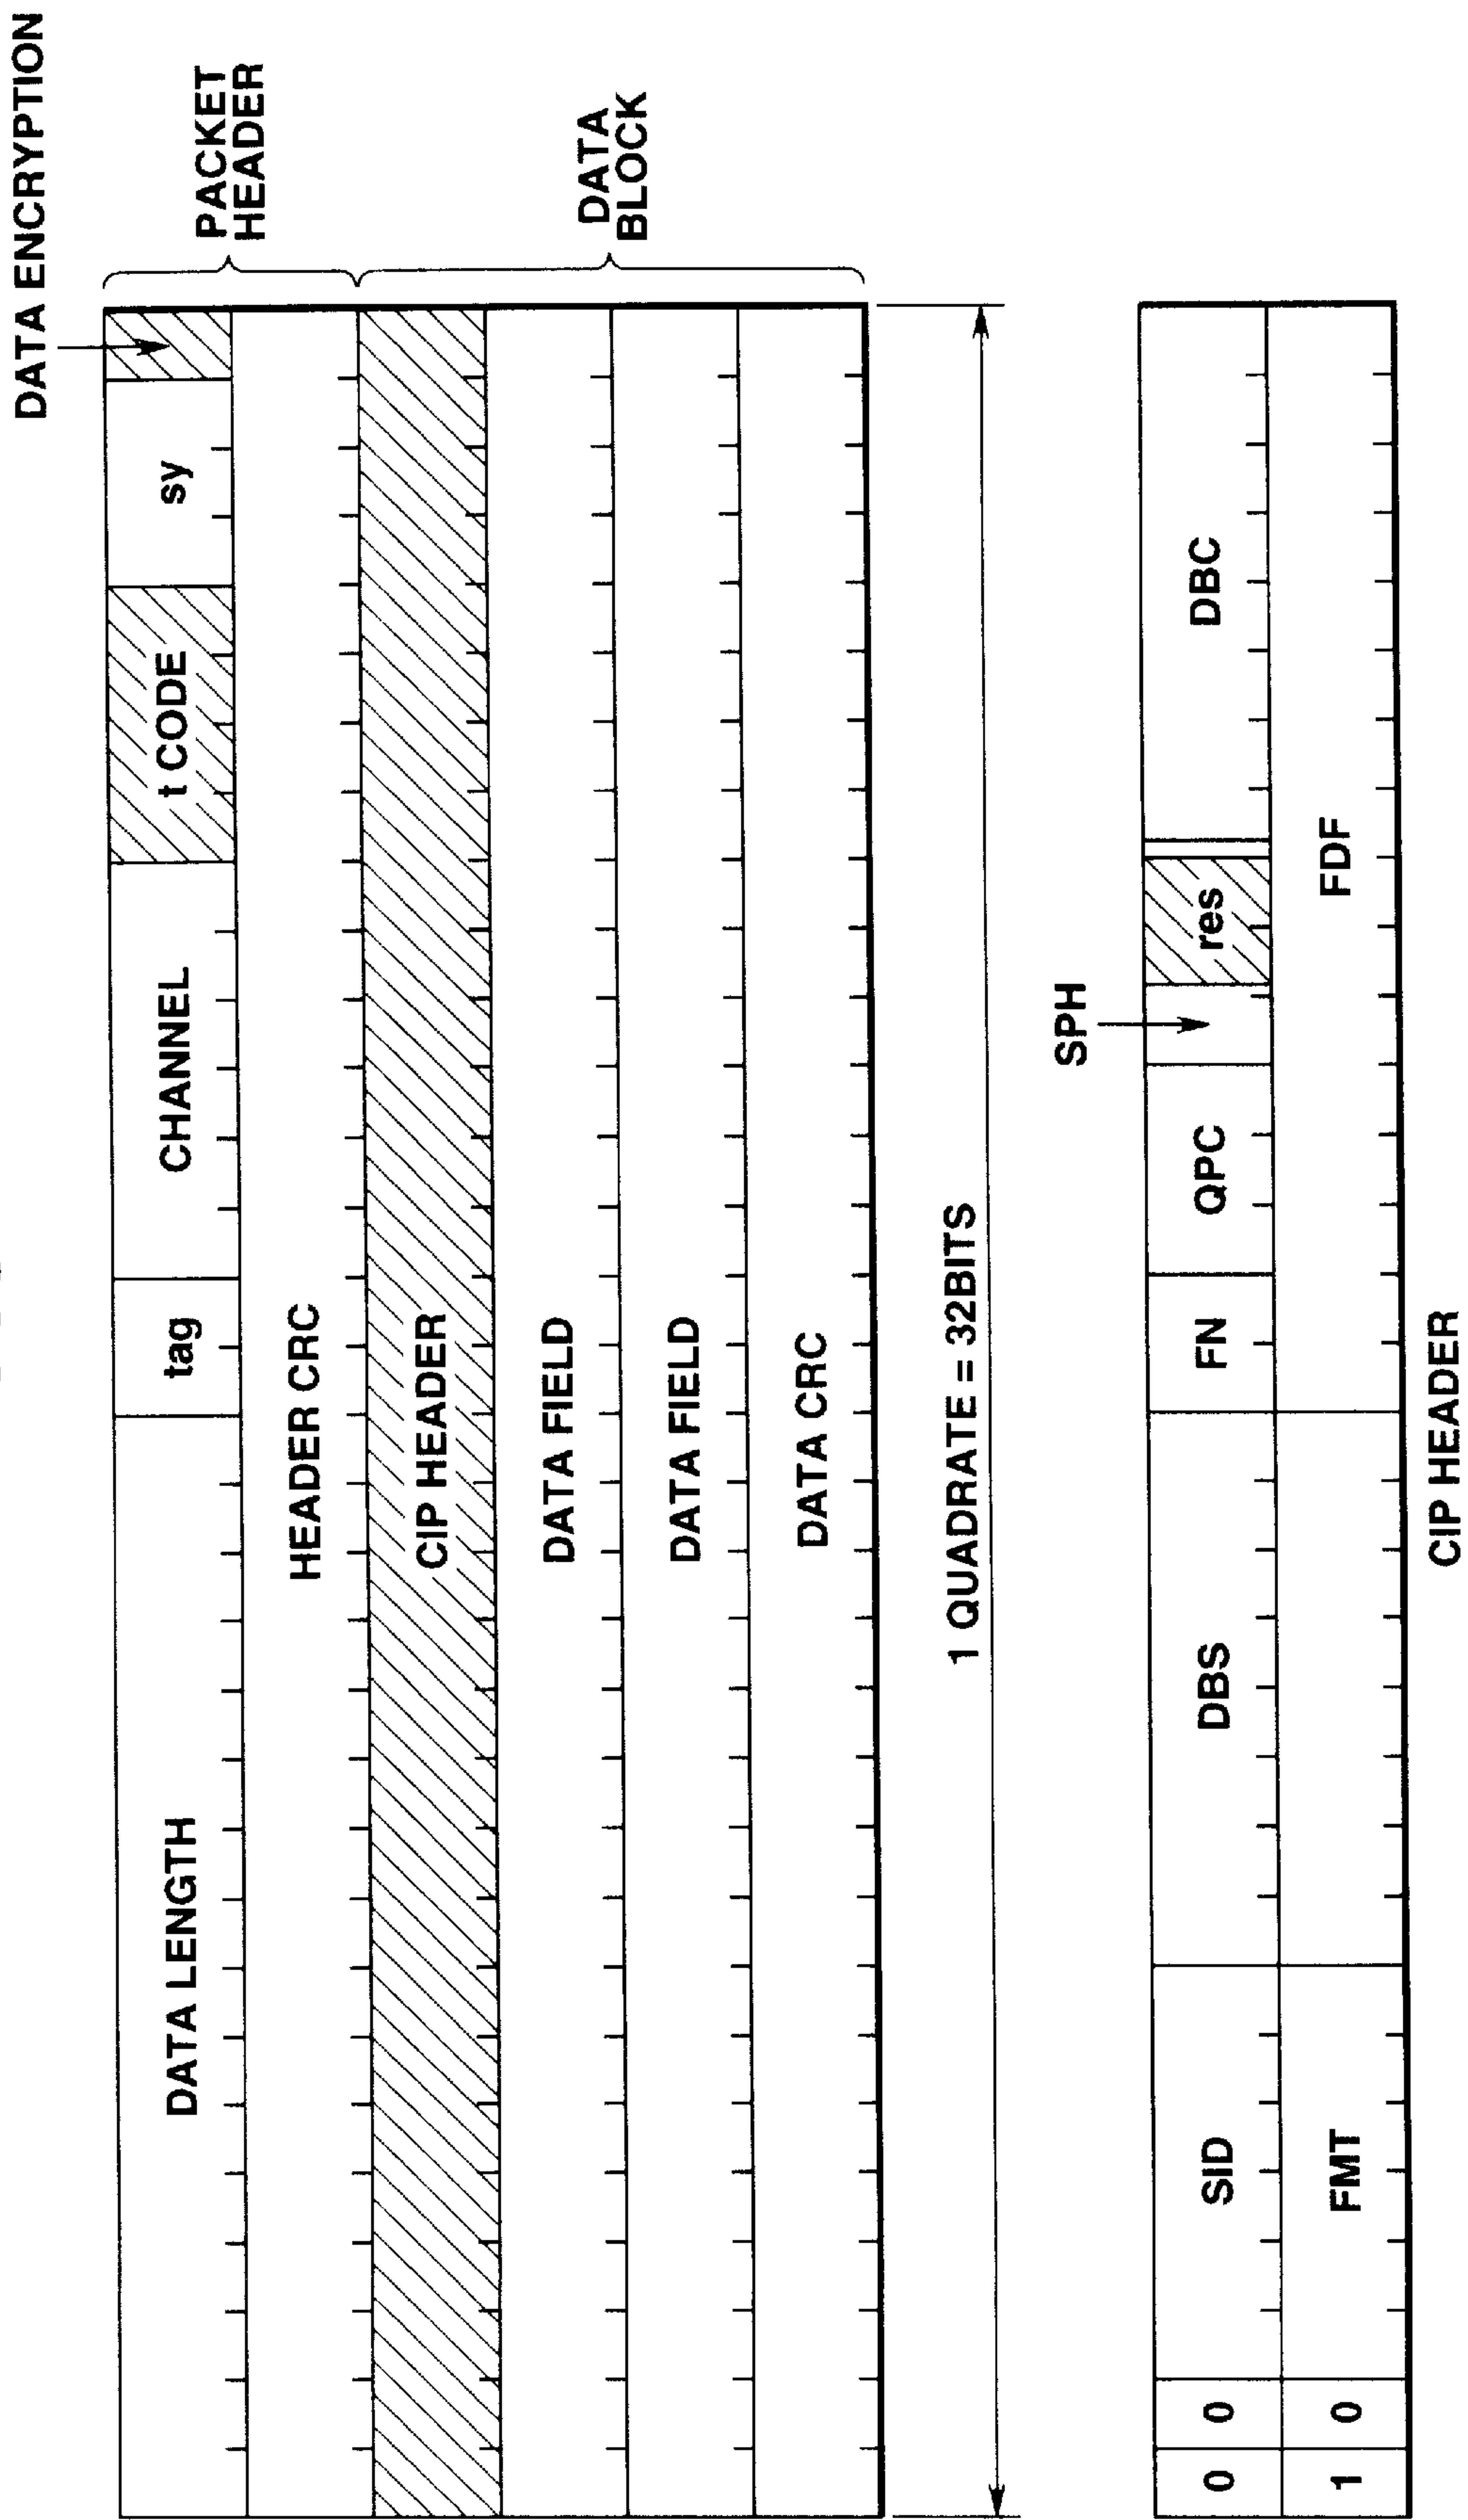 DATA ENCRYPTION
DATA LENGTH
tag
CHANNEL
t CODE
sy
PACKET
HEADER
HEADER CRC
CIP HEADER
DATA FIELD
DATA FIELD
DATA CRC
DATA
BLOCK
1 QUADRATE = 32BITS
SPH
0
0
SID
DBS
FN
QPC
res
DBC
1
0
FMT
FDF
CIP HEADER